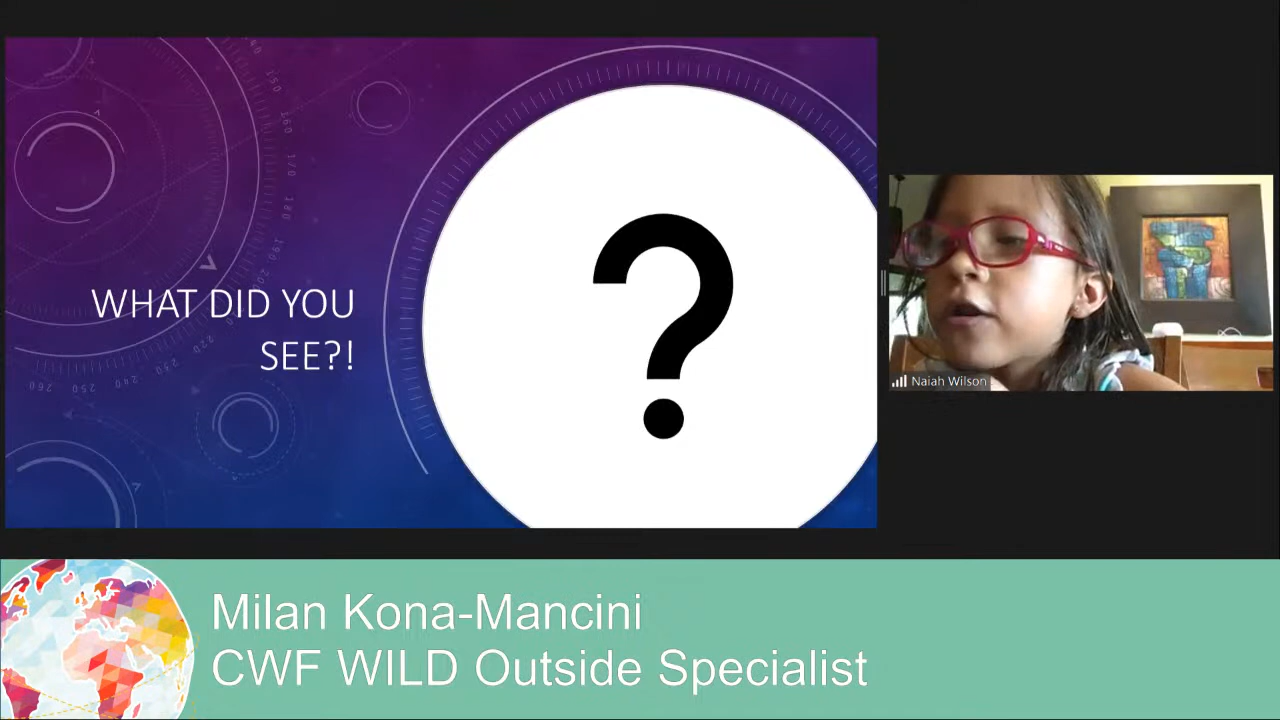 WHAT DID YOU
SEE?!
?
Naiah Wilson
Milan Kona-Mancini
CWF WILD Outside Specialist